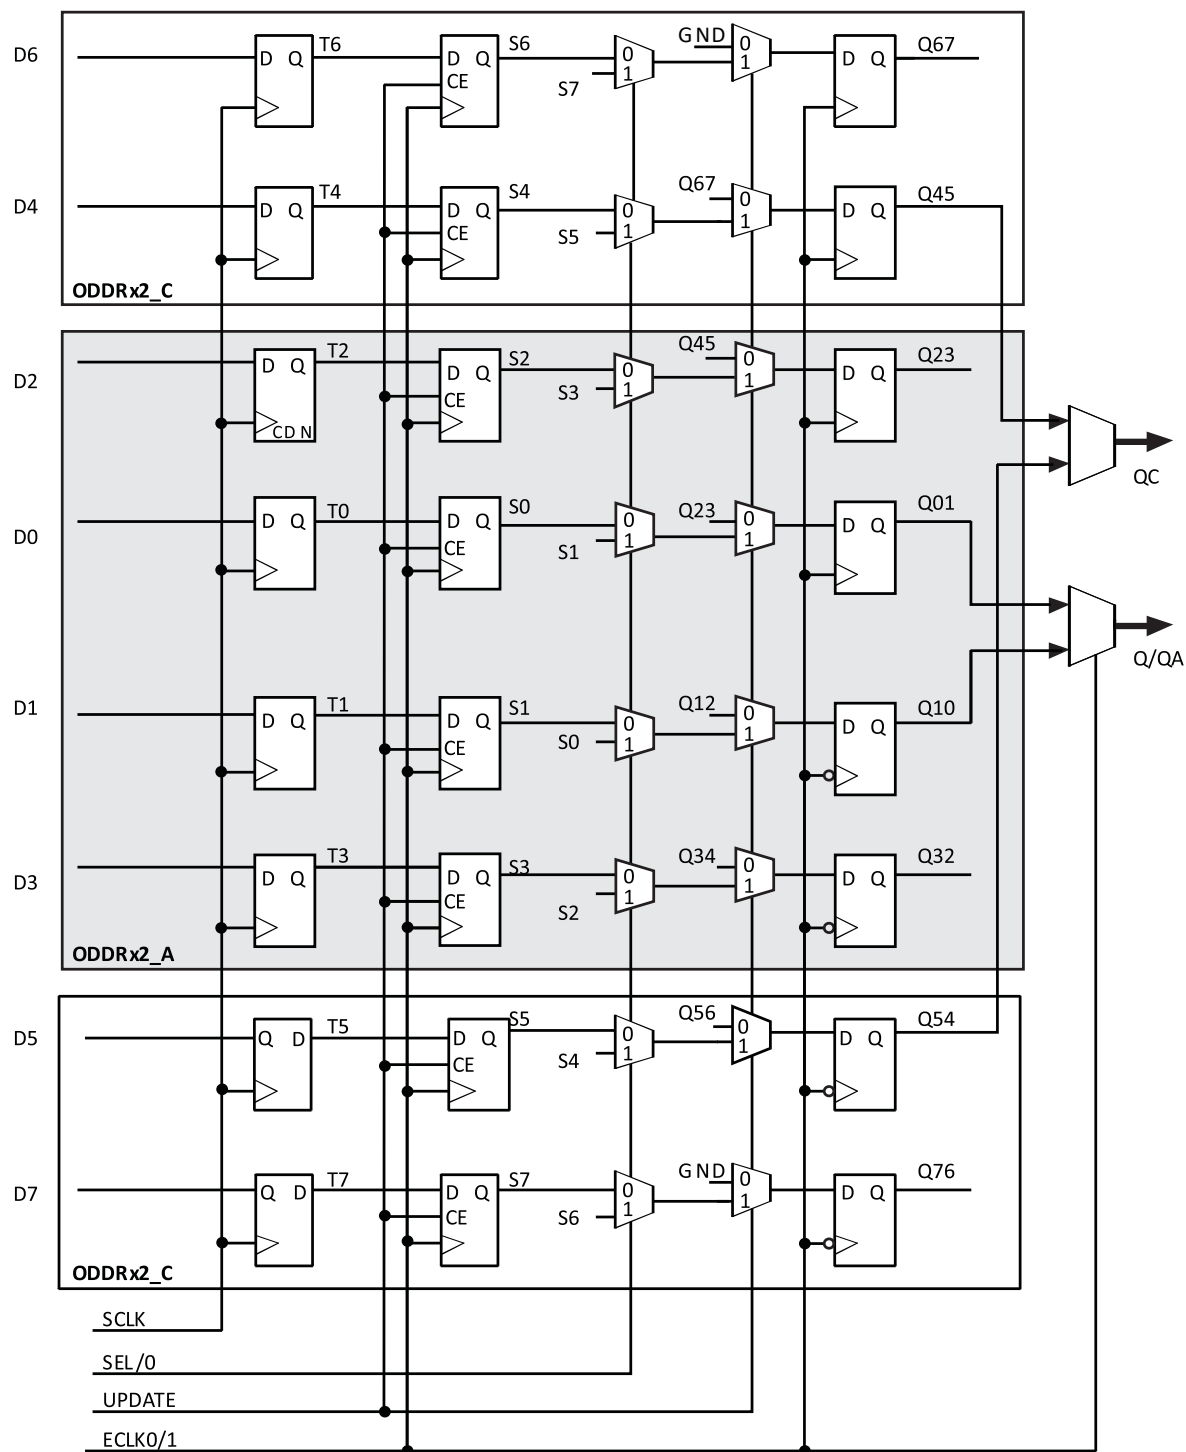 D6 D Q T6 D Q CE S6 0 1 S7 GND 0 1 D Q Q67
D4 D Q T4 D Q CE S4 0 1 S5 Q67 0 1 D Q Q45
ODDRx2_C
D2 D Q CDN T2 D Q CE S2 0 1 S3 Q45 0 1 D Q Q23
QC
D0 D Q T0 D Q CE S0 0 1 S1 Q23 0 1 D Q Q01
Q/QA
D1 D Q T1 D Q CE S1 0 1 S0 Q12 0 1 D Q Q10
D3 D Q T3 D Q CE S3 0 1 S2 Q34 0 1 D Q Q32
ODDRx2_A
D5 Q D T5 D Q CE S5 0 1 S4 Q56 0 1 D Q Q54
D7 Q D T7 D Q CE S7 0 1 S6 GND 0 1 D Q Q76
ODDRx2_C
SCLK
SEL/0
UPDATE
ECLK0/1